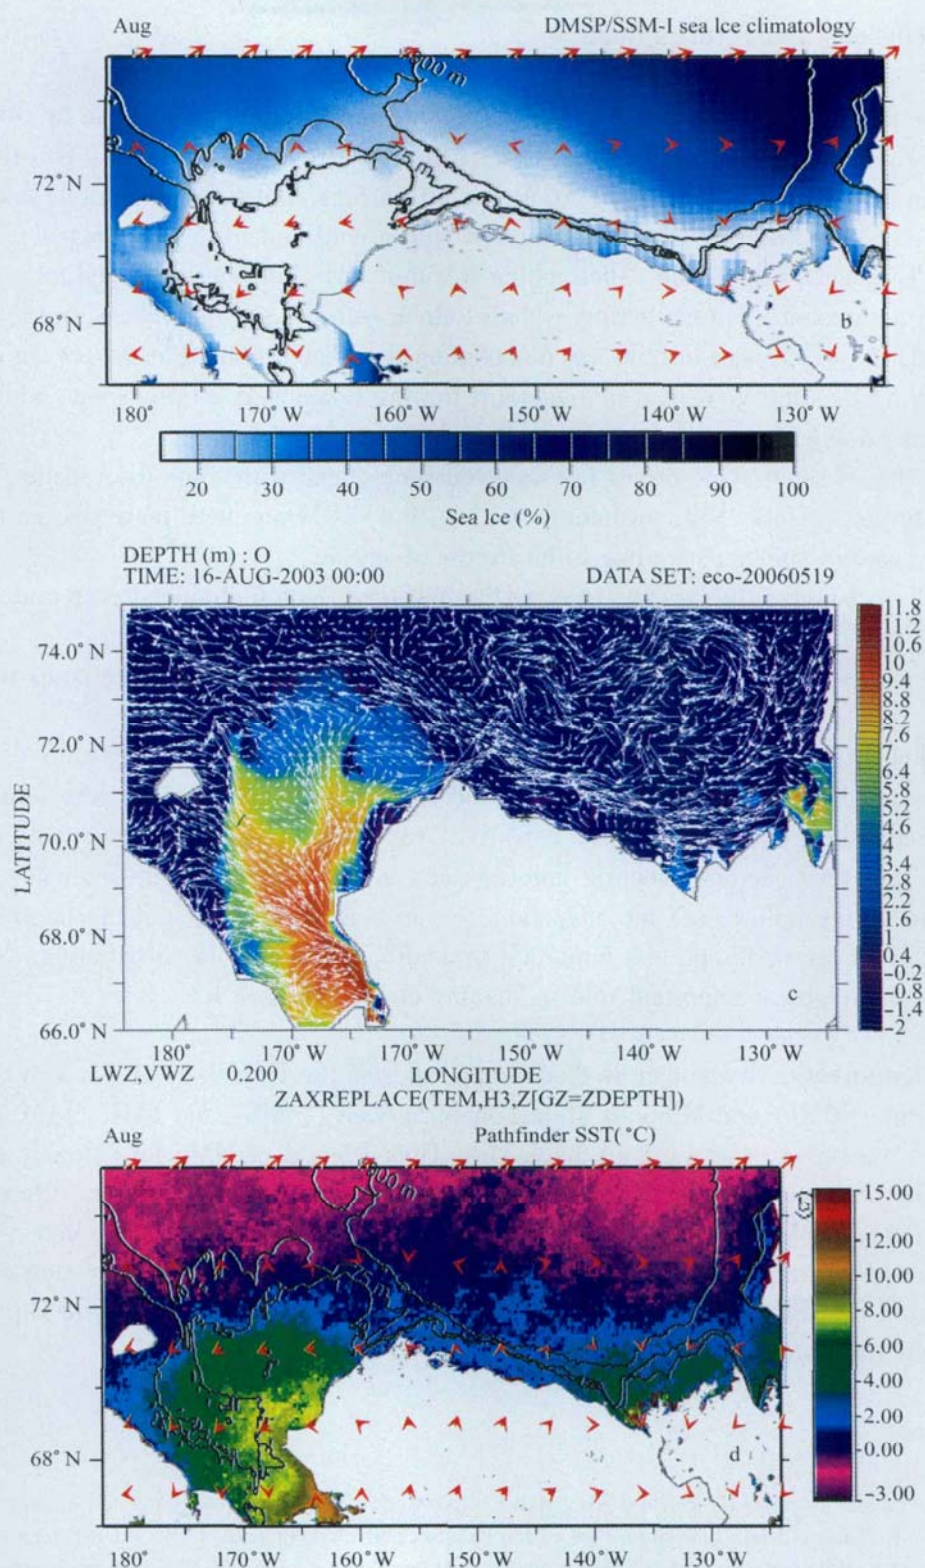 Aug DMSP/SSM-I sea Ice climatology
72° N
68° N
b
180° 170° W 160° W 150° W 140° W 130° W
20 30 40 50 60 70 80 90 100
Sea Ice (%)
DEPTH (m) : O
TIME: 16-AUG-2003 00:00 DATA SET: eco-20060519
LATITUDE
74.0° N
72.0° N
70.0° N
68.0° N
66.0° N
c
11.8
11.2
10.6
10
9.4
8.8
8.2
7.6
7
6.4
5.8
5.2
4.6
4
3.4
2.8
2.2
1.6
1
0.4
−0.2
−0.8
−1.4
−2
180° 170° W 160° W 150° W 140° W 130° W
LWZ,VWZ 0.200 LONGITUDE
ZAXREPLACE(TEM,H3,Z[GZ=ZDEPTH])
Aug Pathfinder SST( °C)
72° N
68° N
d
15.00
12.00
10.00
8.00
6.00
4.00
2.00
0.00
−3.00
180° 170° W 160° W 150° W 140° W 130° W